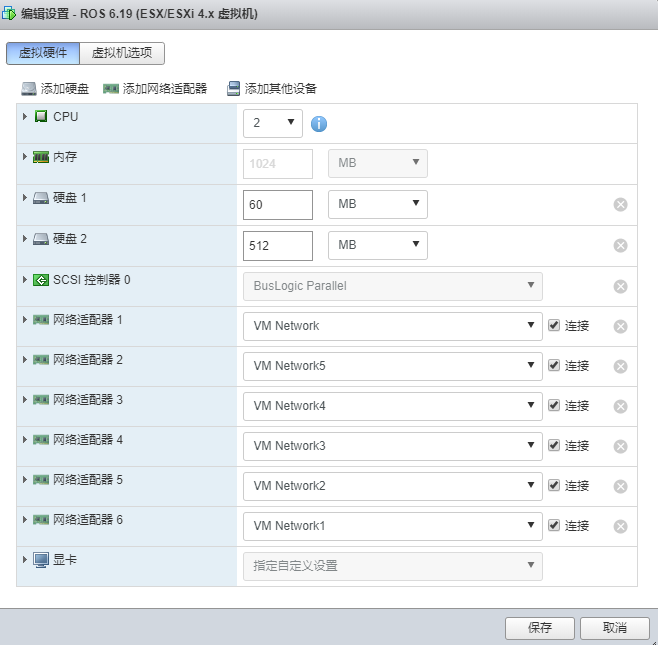 编辑设置 - ROS 6.19 (ESX/ESXi 4.x 虚拟机)
虚拟硬件 虚拟机选项
添加硬盘 添加网络适配器 添加其他设备
CPU 2
内存 1024 MB
硬盘 1 60 MB
硬盘 2 512 MB
SCSI 控制器 0 BusLogic Parallel
网络适配器 1 VM Network 连接
网络适配器 2 VM Network5 连接
网络适配器 3 VM Network4 连接
网络适配器 4 VM Network3 连接
网络适配器 5 VM Network2 连接
网络适配器 6 VM Network1 连接
显卡 指定自定义设置
保存 取消